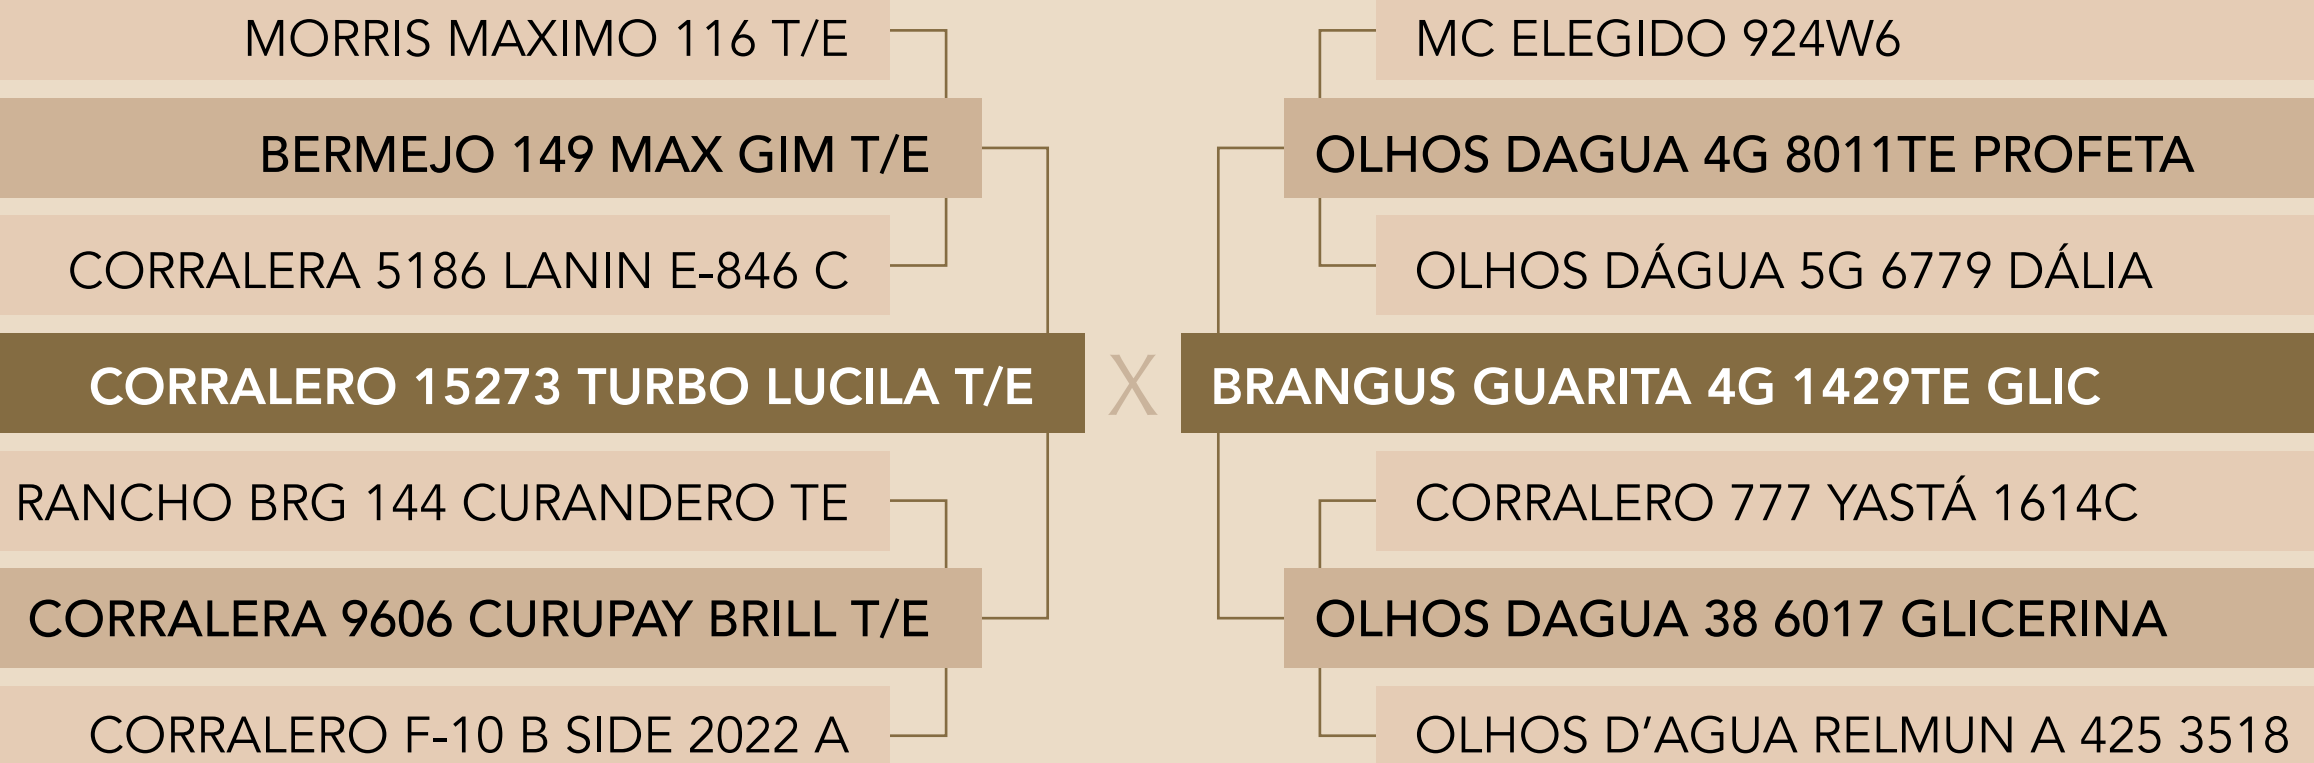 MORRIS MAXIMO 116 T/E
BERMEJO 149 MAX GIM T/E
CORRALERA 5186 LANIN E-846 C
CORRALERO 15273 TURBO LUCILA T/E
RANCHO BRG 144 CURANDERO TE
CORRALERA 9606 CURUPAY BRILL T/E
CORRALERO F-10 B SIDE 2022 A
X
MC ELEGIDO 924W6
OLHOS DAGUA 4G 8011TE PROFETA
OLHOS DÁGUA 5G 6779 DÁLIA
BRANGUS GUARITA 4G 1429TE GLIC
CORRALERO 777 YASTÁ 1614C
OLHOS DAGUA 38 6017 GLICERINA
OLHOS D’AGUA RELMUN A 425 3518